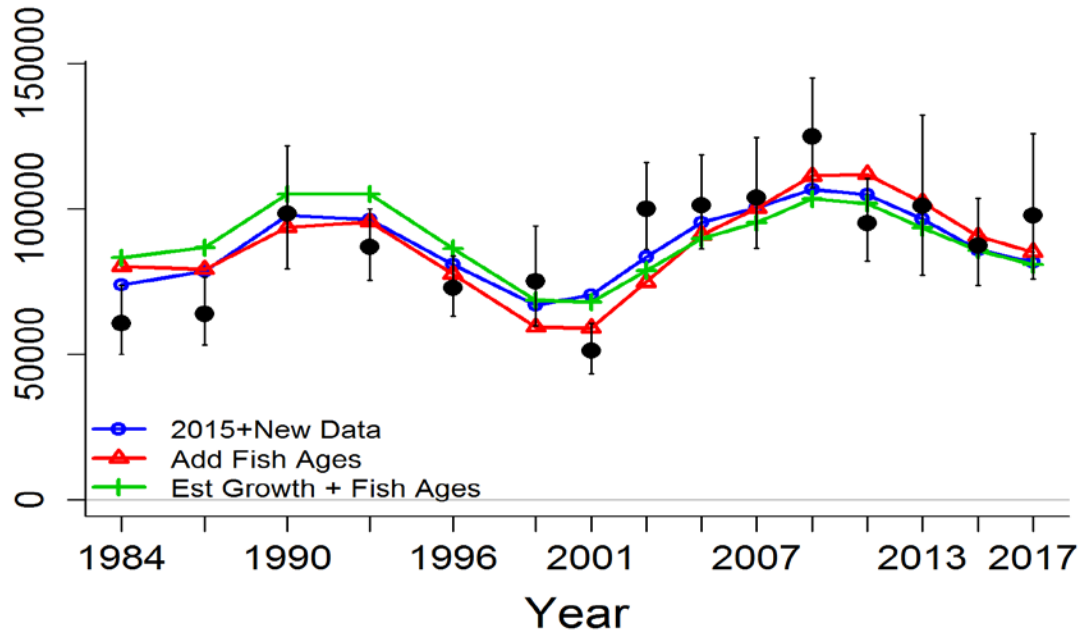 150000
100000
50000
0
2015+New Data
Add Fish Ages
Est Growth + Fish Ages
1984 1990 1996 2001 2007 2013 2017
Year